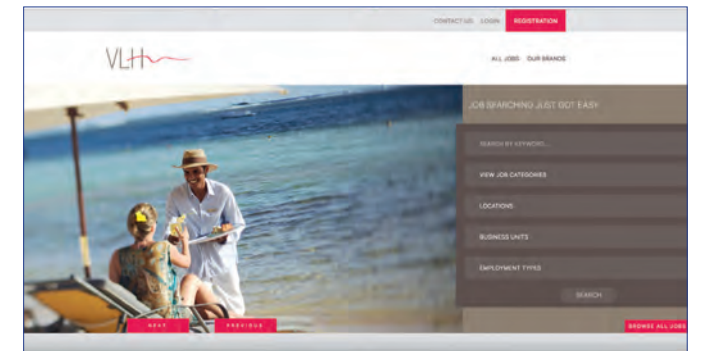 CONTACT US LOGIN REGISTRATION
VLH
ALL JOBS OUR BRANDS
JOB SEARCHING JUST GOT EASY
SEARCH BY KEYWORD...
VIEW JOB CATEGORIES
LOCATIONS
BUSINESS UNITS
EMPLOYMENT TYPES
SEARCH
NEXT PREVIOUS
BROWSE ALL JOBS